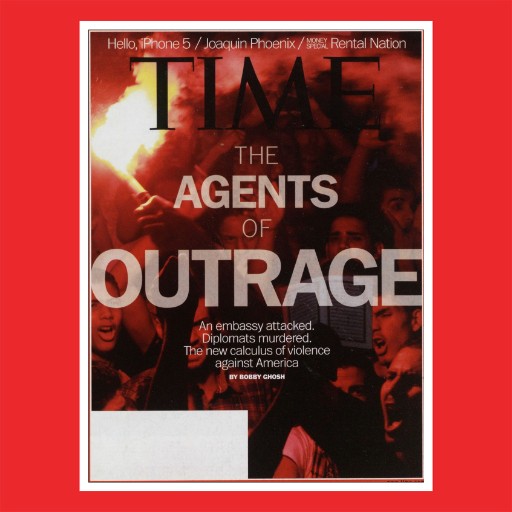 Hello, iPhone 5 / Joaquin Phoenix / MONEY SPECIAL Rental Nation
TIME
THE
AGENTS
OF
OUTRAGE
An embassy attacked.
Diplomats murdered.
The new calculus of violence
against America
BY BOBBY GHOSH